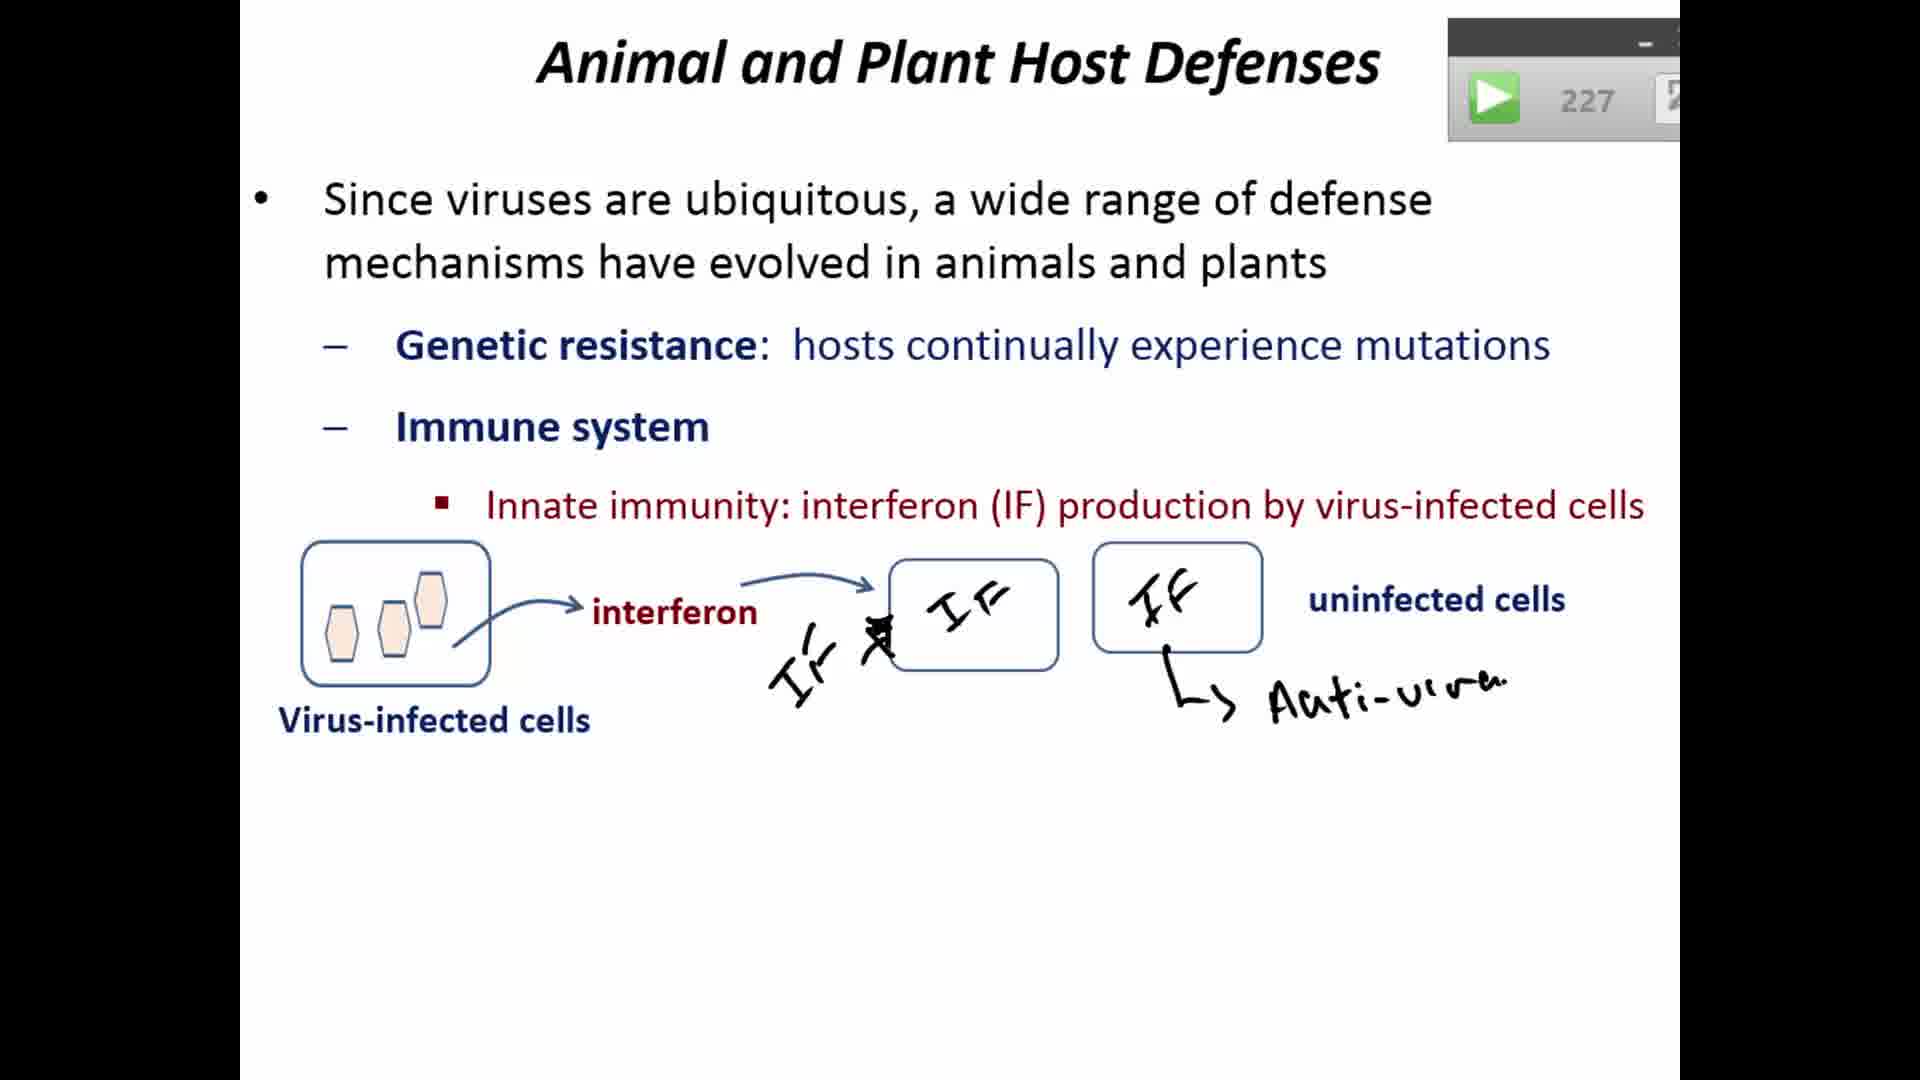 Animal and Plant Host Defenses
227
• Since viruses are ubiquitous, a wide range of defense
mechanisms have evolved in animals and plants
– Genetic resistance: hosts continually experience mutations
– Immune system
▪ Innate immunity: interferon (IF) production by virus-infected cells
interferon
IF
IF
IF
uninfected cells
Virus-infected cells
Anti-vira